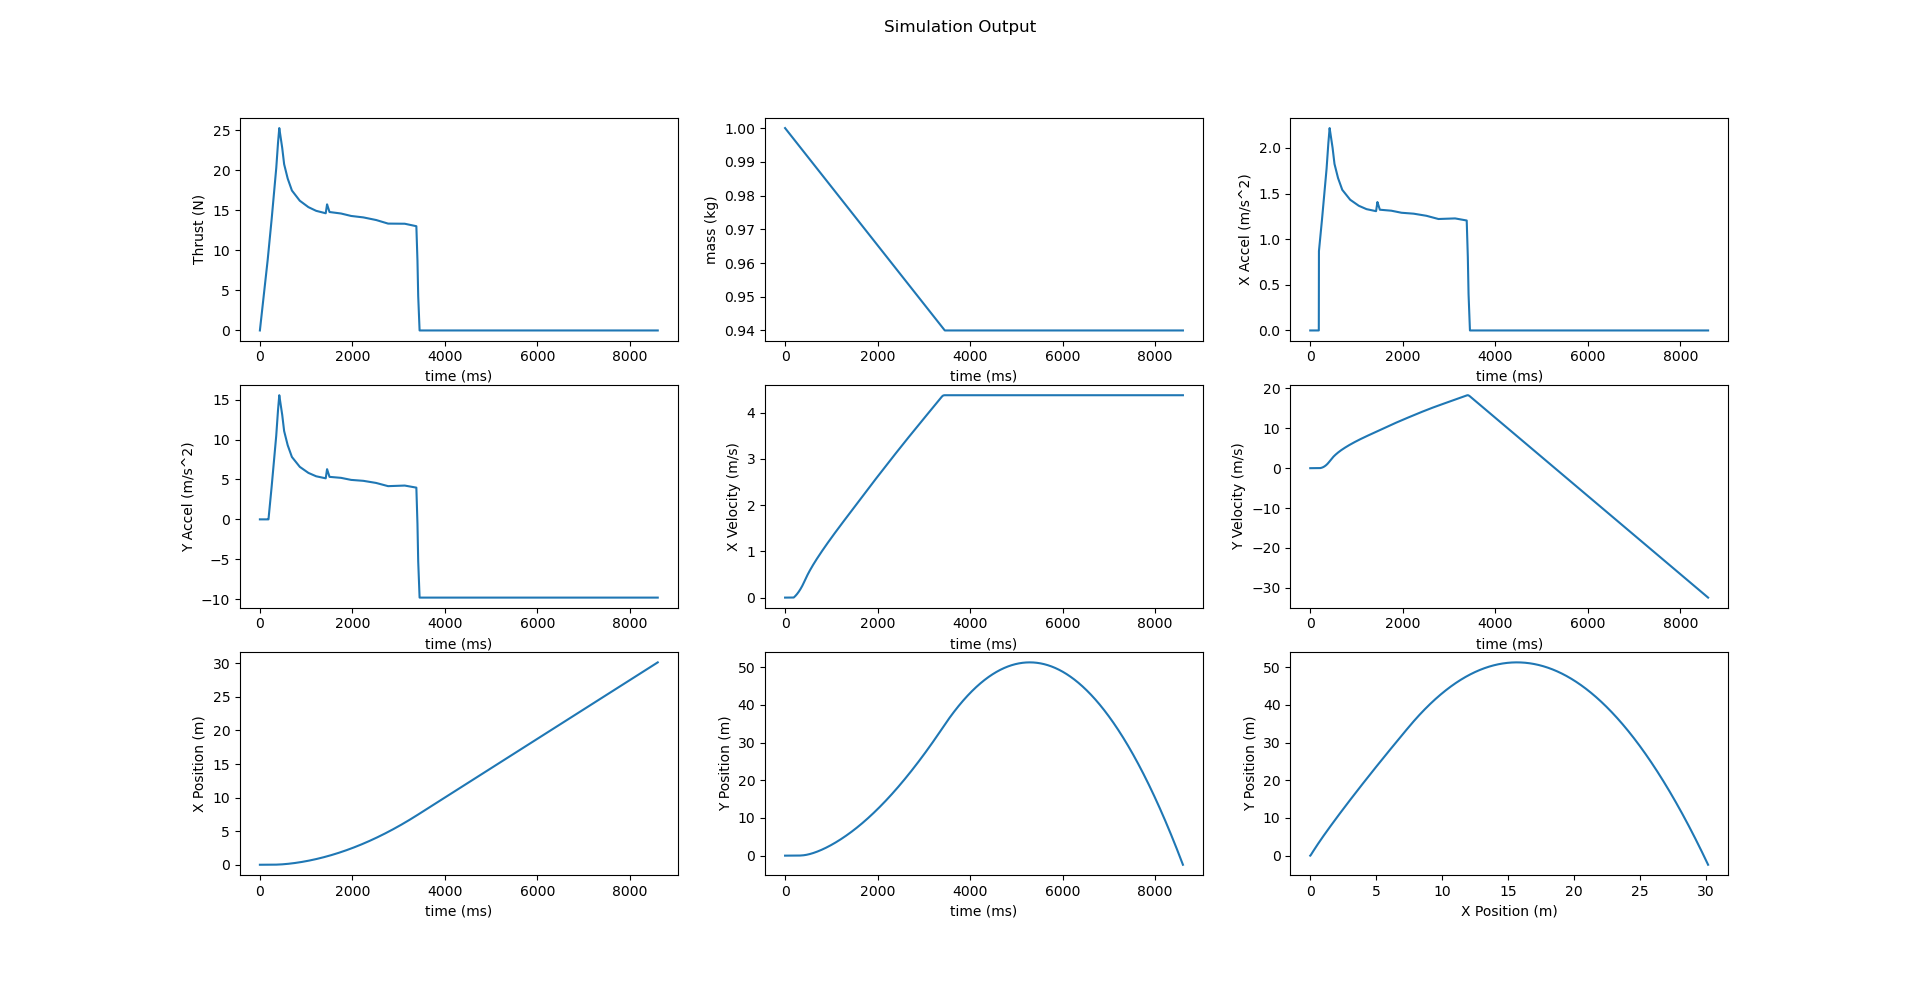 Simulation Output
25
20
15
10
5
0
Thrust (N)
0 2000 4000 6000 8000
time (ms)
1.00
0.99
0.98
0.97
0.96
0.95
0.94
mass (kg)
0 2000 4000 6000 8000
time (ms)
2.0
1.5
1.0
0.5
0.0
X Accel (m/s^2)
0 2000 4000 6000 8000
time (ms)
15
10
5
0
−5
−10
Y Accel (m/s^2)
0 2000 4000 6000 8000
time (ms)
4
3
2
1
0
X Velocity (m/s)
0 2000 4000 6000 8000
time (ms)
20
10
0
−10
−20
−30
Y Velocity (m/s)
0 2000 4000 6000 8000
time (ms)
30
25
20
15
10
5
0
X Position (m)
0 2000 4000 6000 8000
time (ms)
50
40
30
20
10
0
Y Position (m)
0 2000 4000 6000 8000
time (ms)
50
40
30
20
10
0
Y Position (m)
0 5 10 15 20 25 30
X Position (m)